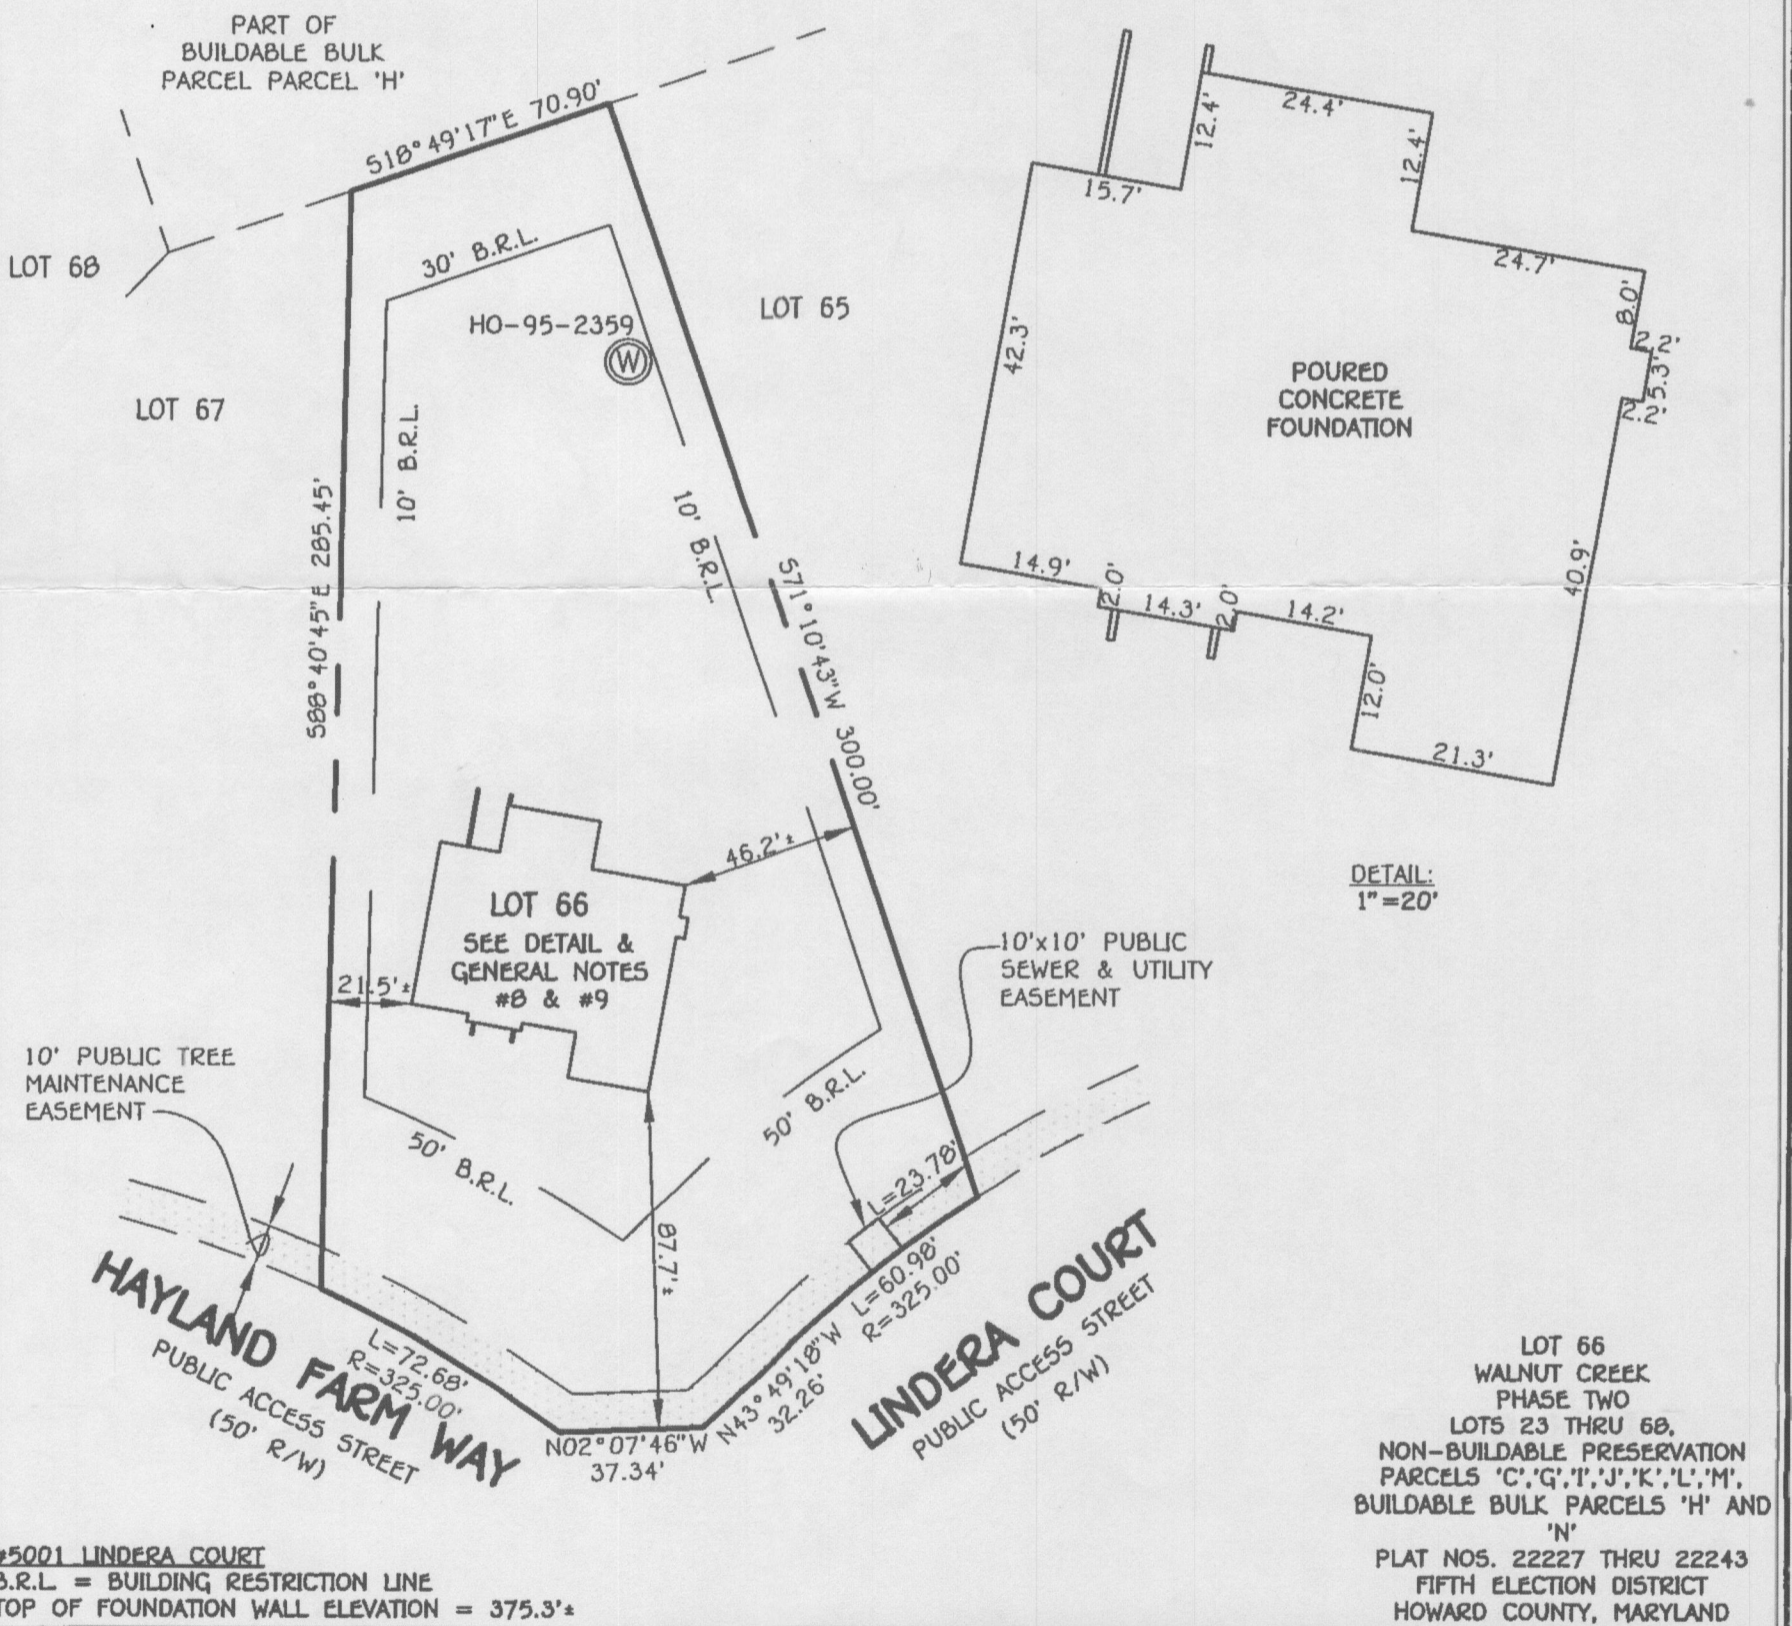 PART OF
BUILDABLE BULK
PARCEL PARCEL 'H'
S18°49'17"E 70.90'
LOT 68
30' B.R.L.
HO-95-2359
W
LOT 65
LOT 67
10' B.R.L.
S88°40'45"E 285.45'
10' B.R.L.
S71°10'43"W 300.00'
46.2'±
LOT 66
SEE DETAIL &
GENERAL NOTES
#8 & #9
21.5'±
10' PUBLIC TREE
MAINTENANCE
EASEMENT
50' B.R.L.
50' B.R.L.
87.7'±
10'x10' PUBLIC
SEWER & UTILITY
EASEMENT
L=23.78'
L=60.98'
R=325.00'
HAYLAND FARM WAY
PUBLIC ACCESS STREET
(50' R/W)
L=72.68'
R=325.00'
N02°07'46"W
37.34'
N43°49'18"W
32.26'
LINDERA COURT
PUBLIC ACCESS STREET
(50' R/W)
12.4'
24.4'
12.4'
15.7'
24.7'
8.0'
2.2'
5.3'
2.2'
42.3'
POURED
CONCRETE
FOUNDATION
14.9'
2.0'
14.3'
2.0'
14.2'
12.0'
40.9'
21.3'
DETAIL:
1"=20'
#5001 LINDERA COURT
B.R.L. = BUILDING RESTRICTION LINE
TOP OF FOUNDATION WALL ELEVATION = 375.3'±
LOT 66
WALNUT CREEK
PHASE TWO
LOTS 23 THRU 68,
NON-BUILDABLE PRESERVATION
PARCELS 'C','G','I','J','K','L','M',
BUILDABLE BULK PARCELS 'H' AND
'N'
PLAT NOS. 22227 THRU 22243
FIFTH ELECTION DISTRICT
HOWARD COUNTY, MARYLAND